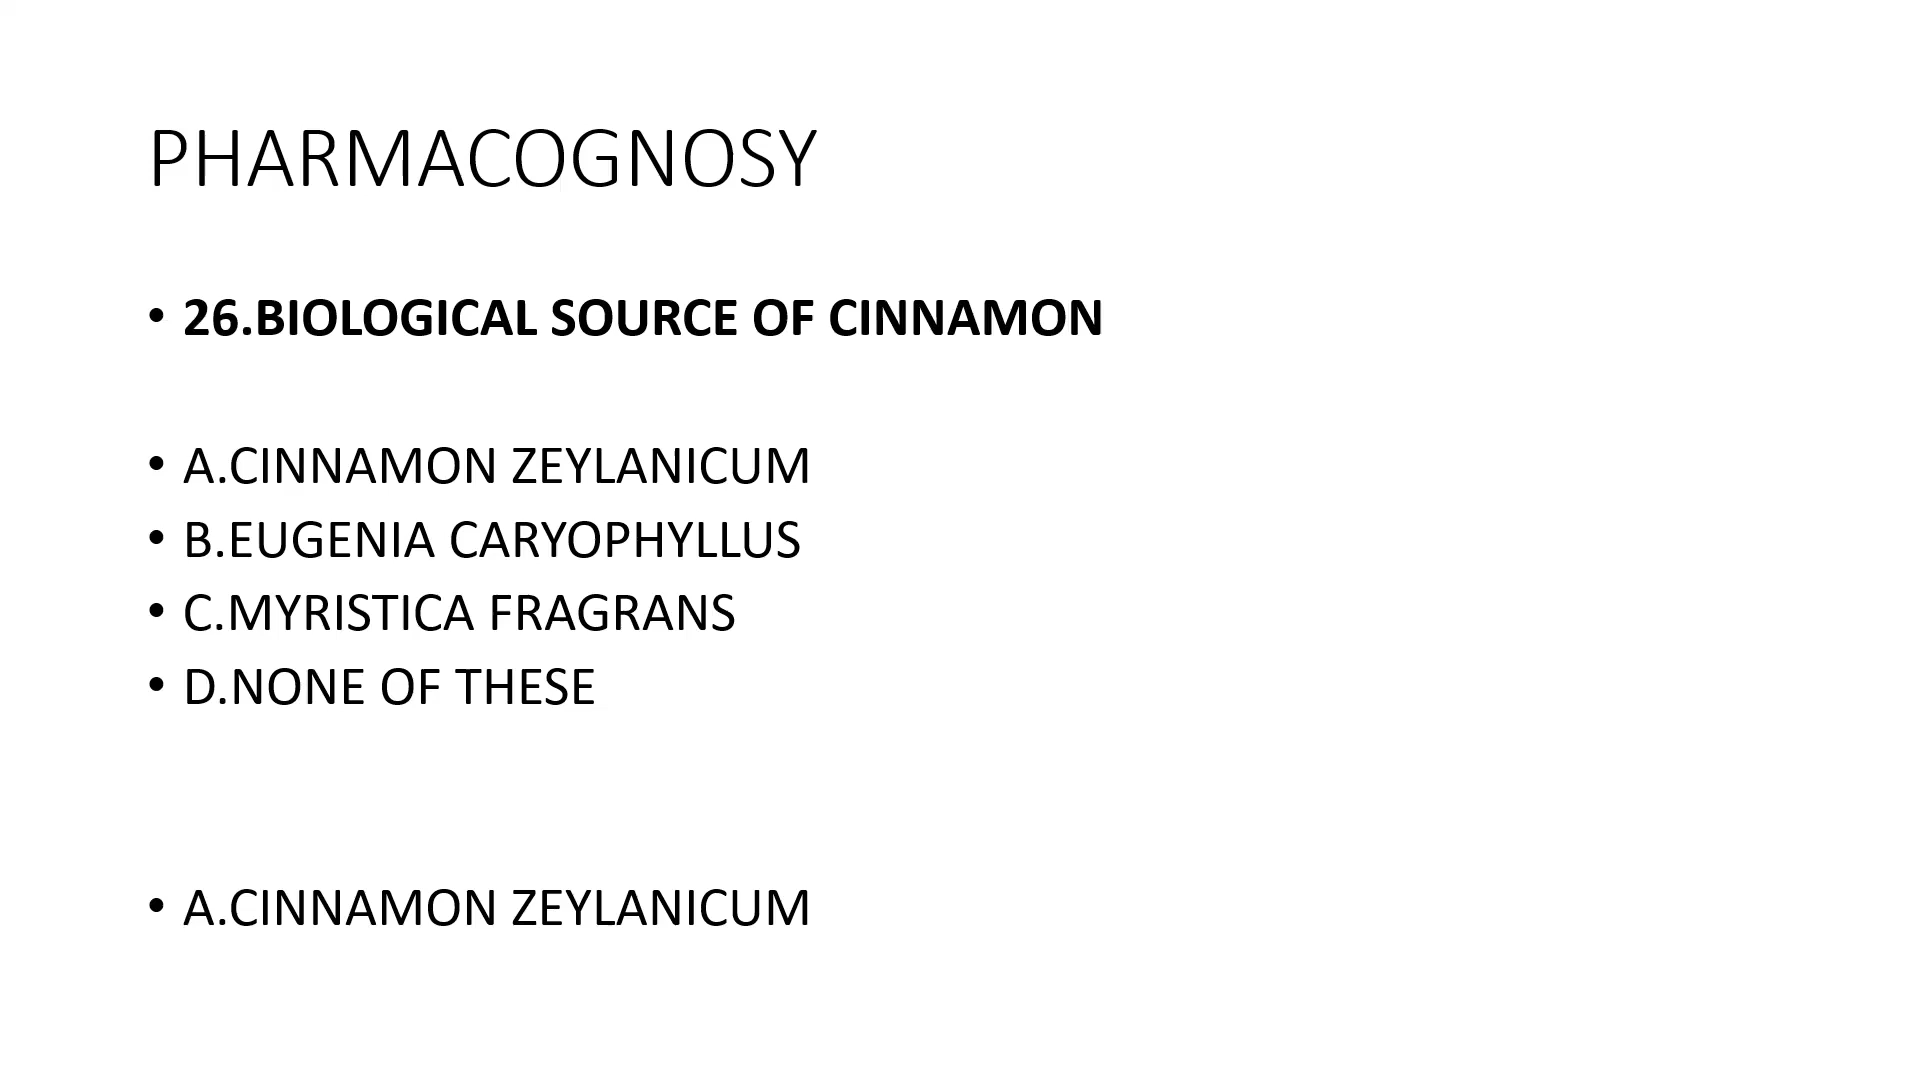 PHARMACOGNOSY
• 26.BIOLOGICAL SOURCE OF CINNAMON
• A.CINNAMON ZEYLANICUM
• B.EUGENIA CARYOPHYLLUS
• C.MYRISTICA FRAGRANS
• D.NONE OF THESE
• A.CINNAMON ZEYLANICUM